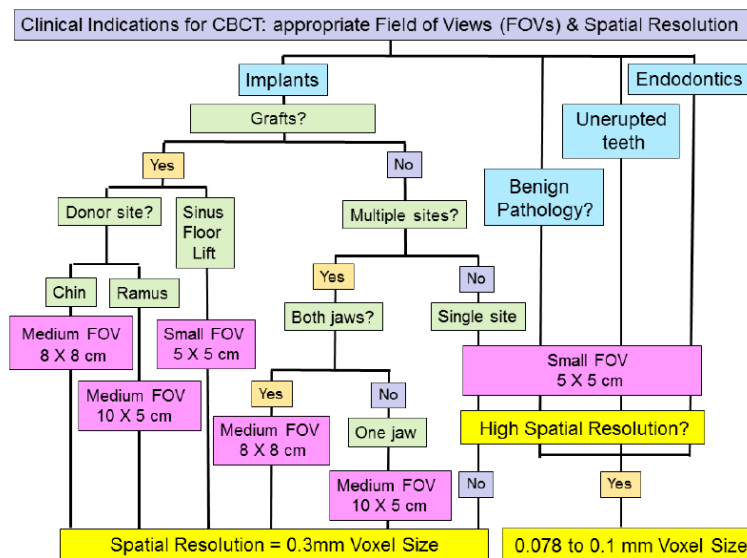 Clinical Indications for CBCT: appropriate Field of Views (FOVs) & Spatial Resolution
Implants
Endodontics
Grafts?
Unerupted
teeth
Yes
No
Benign
Pathology?
Donor site?
Sinus
Floor
Lift
Multiple sites?
Yes
No
Chin
Ramus
Both jaws?
Single site
Medium FOV
8 X 8 cm
Small FOV
5 X 5 cm
Small FOV
5 X 5 cm
Medium FOV
10 X 5 cm
Yes
No
High Spatial Resolution?
Medium FOV
8 X 8 cm
One jaw
Medium FOV
10 X 5 cm
No
Yes
Spatial Resolution = 0.3mm Voxel Size
0.078 to 0.1 mm Voxel Size